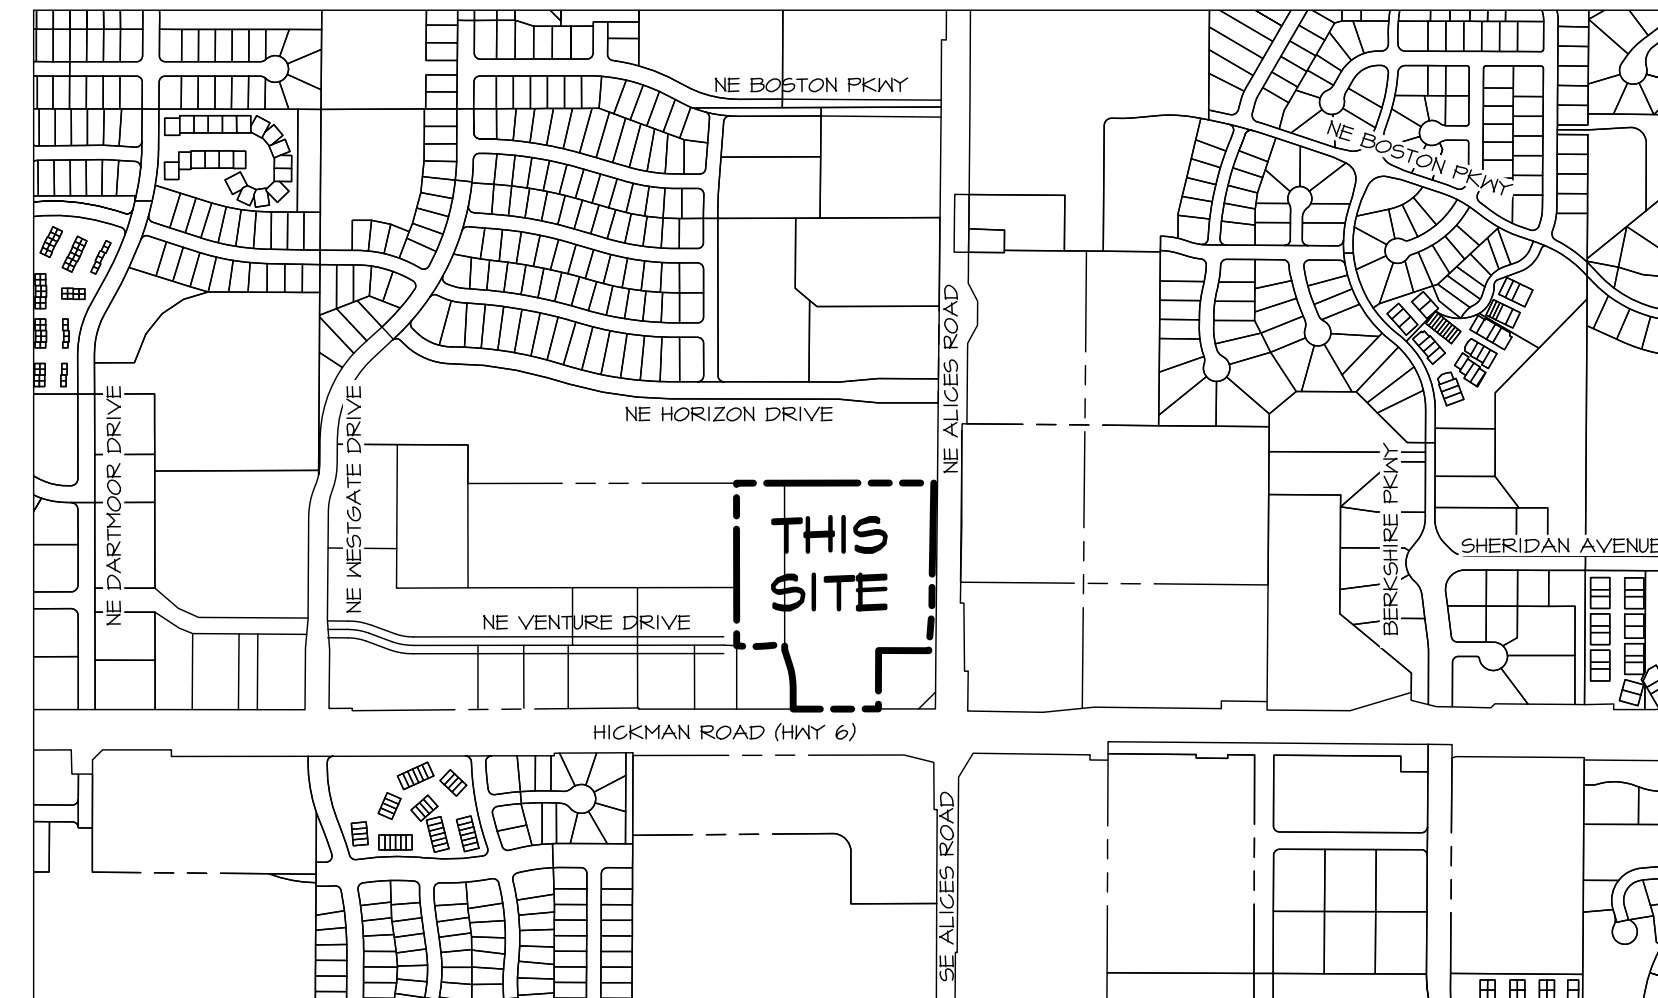 NE BOSTON PKWY
NE BOSTON PKWY
NE ALICES ROAD
NE HORIZON DRIVE
NE DARTMOOR DRIVE
NE WESTGATE DRIVE
BERKSHIRE PKWY
THIS
SITE
SHERIDAN AVENUE
NE VENTURE DRIVE
HICKMAN ROAD (HWY 6)
SE ALICES ROAD